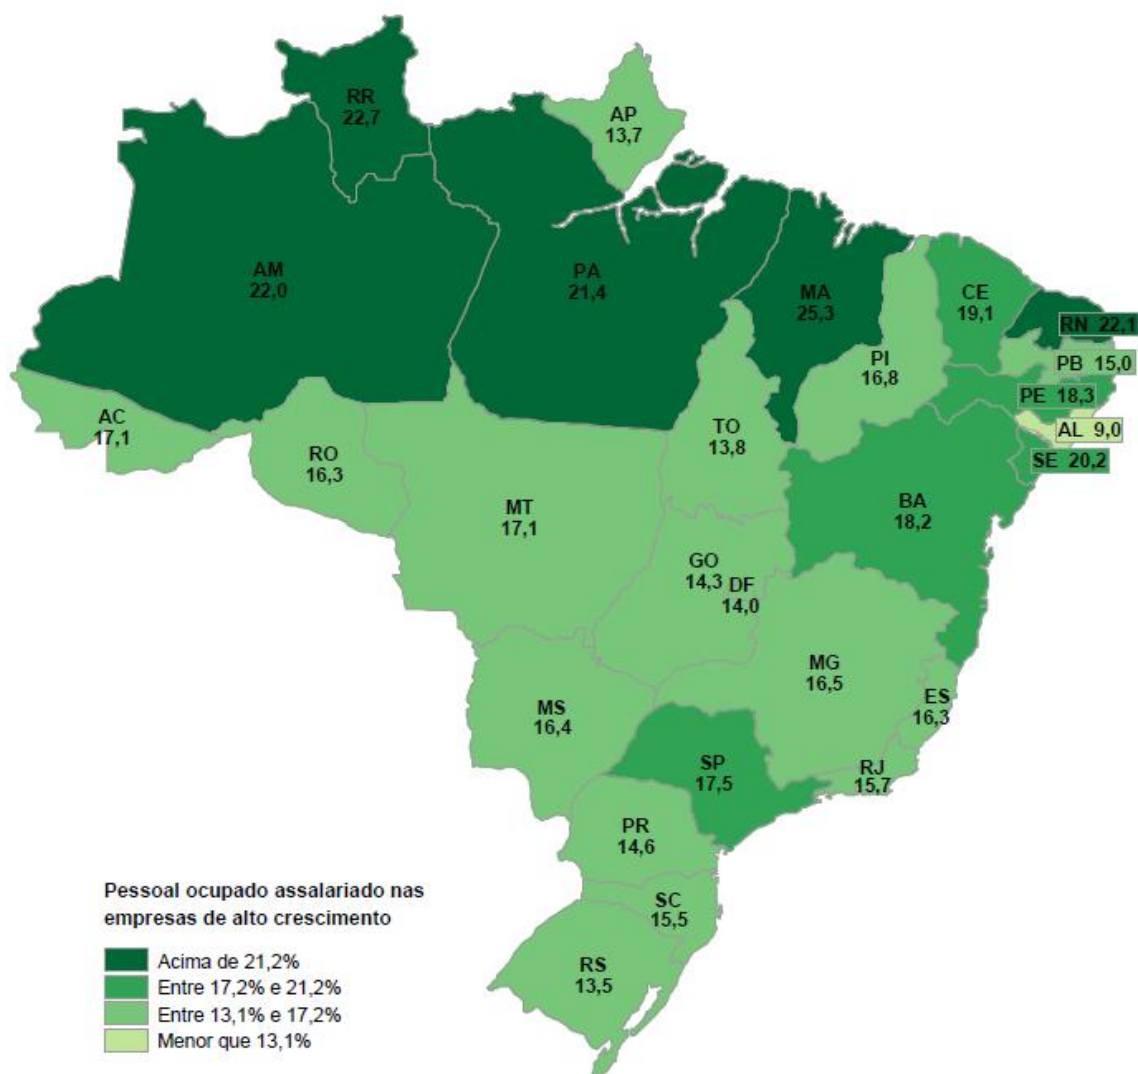 RR
22,7
AP
13,7
AM
22,0
PA
21,4
MA
25,3
CE
19,1
RN 22,1
PI
16,8
PB 15,0
PE 18,3
AL 9,0
SE 20,2
AC
17,1
RO
16,3
TO
13,8
MT
17,1
BA
18,2
GO
14,3
DF
14,0
MG
16,5
ES
16,3
MS
16,4
SP
17,5
RJ
15,7
PR
14,6
SC
15,5
RS
13,5
Pessoal ocupado assalariado nas
empresas de alto crescimento
Acima de 21,2%
Entre 17,2% e 21,2%
Entre 13,1% e 17,2%
Menor que 13,1%